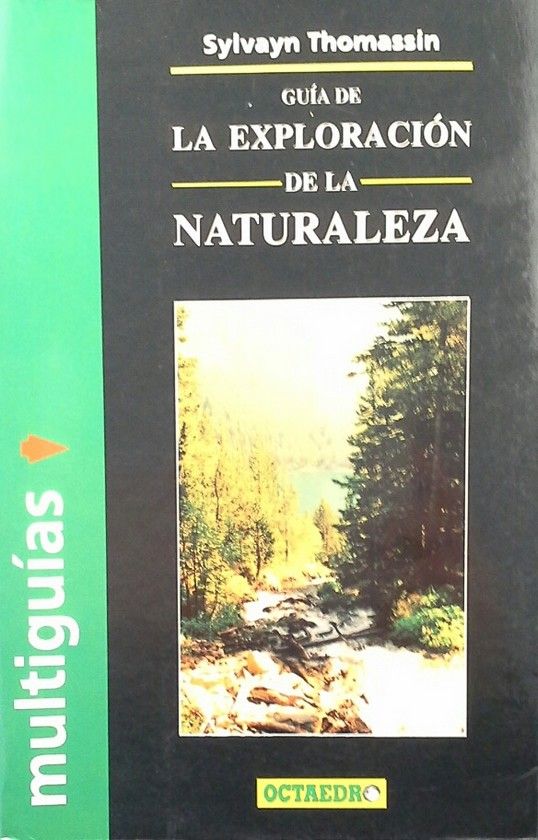 Sylvayn Thomassin
GUÍA DE
LA EXPLORACIÓN
DE LA
NATURALEZA
multiguías
OCTAEDRO